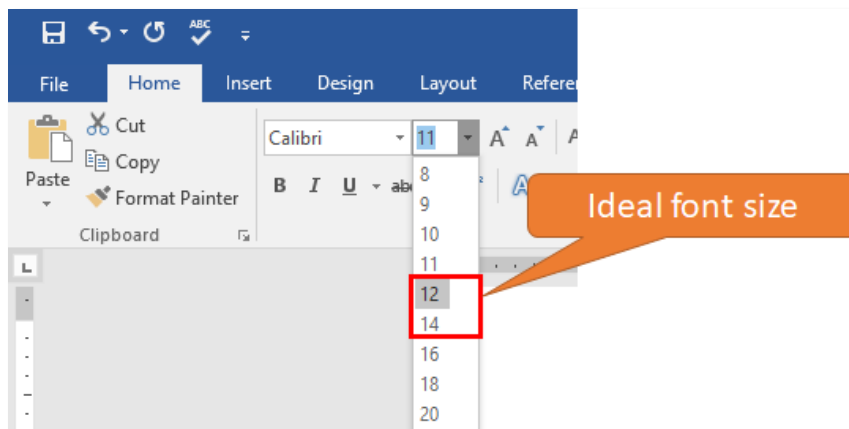 ABC
File Home Insert Design Layout
Cut
Calibri 11 A A
Copy
Paste
Format Painter
B I U
Clipboard
8
9
10
11
12
14
16
18
20
Ideal font size